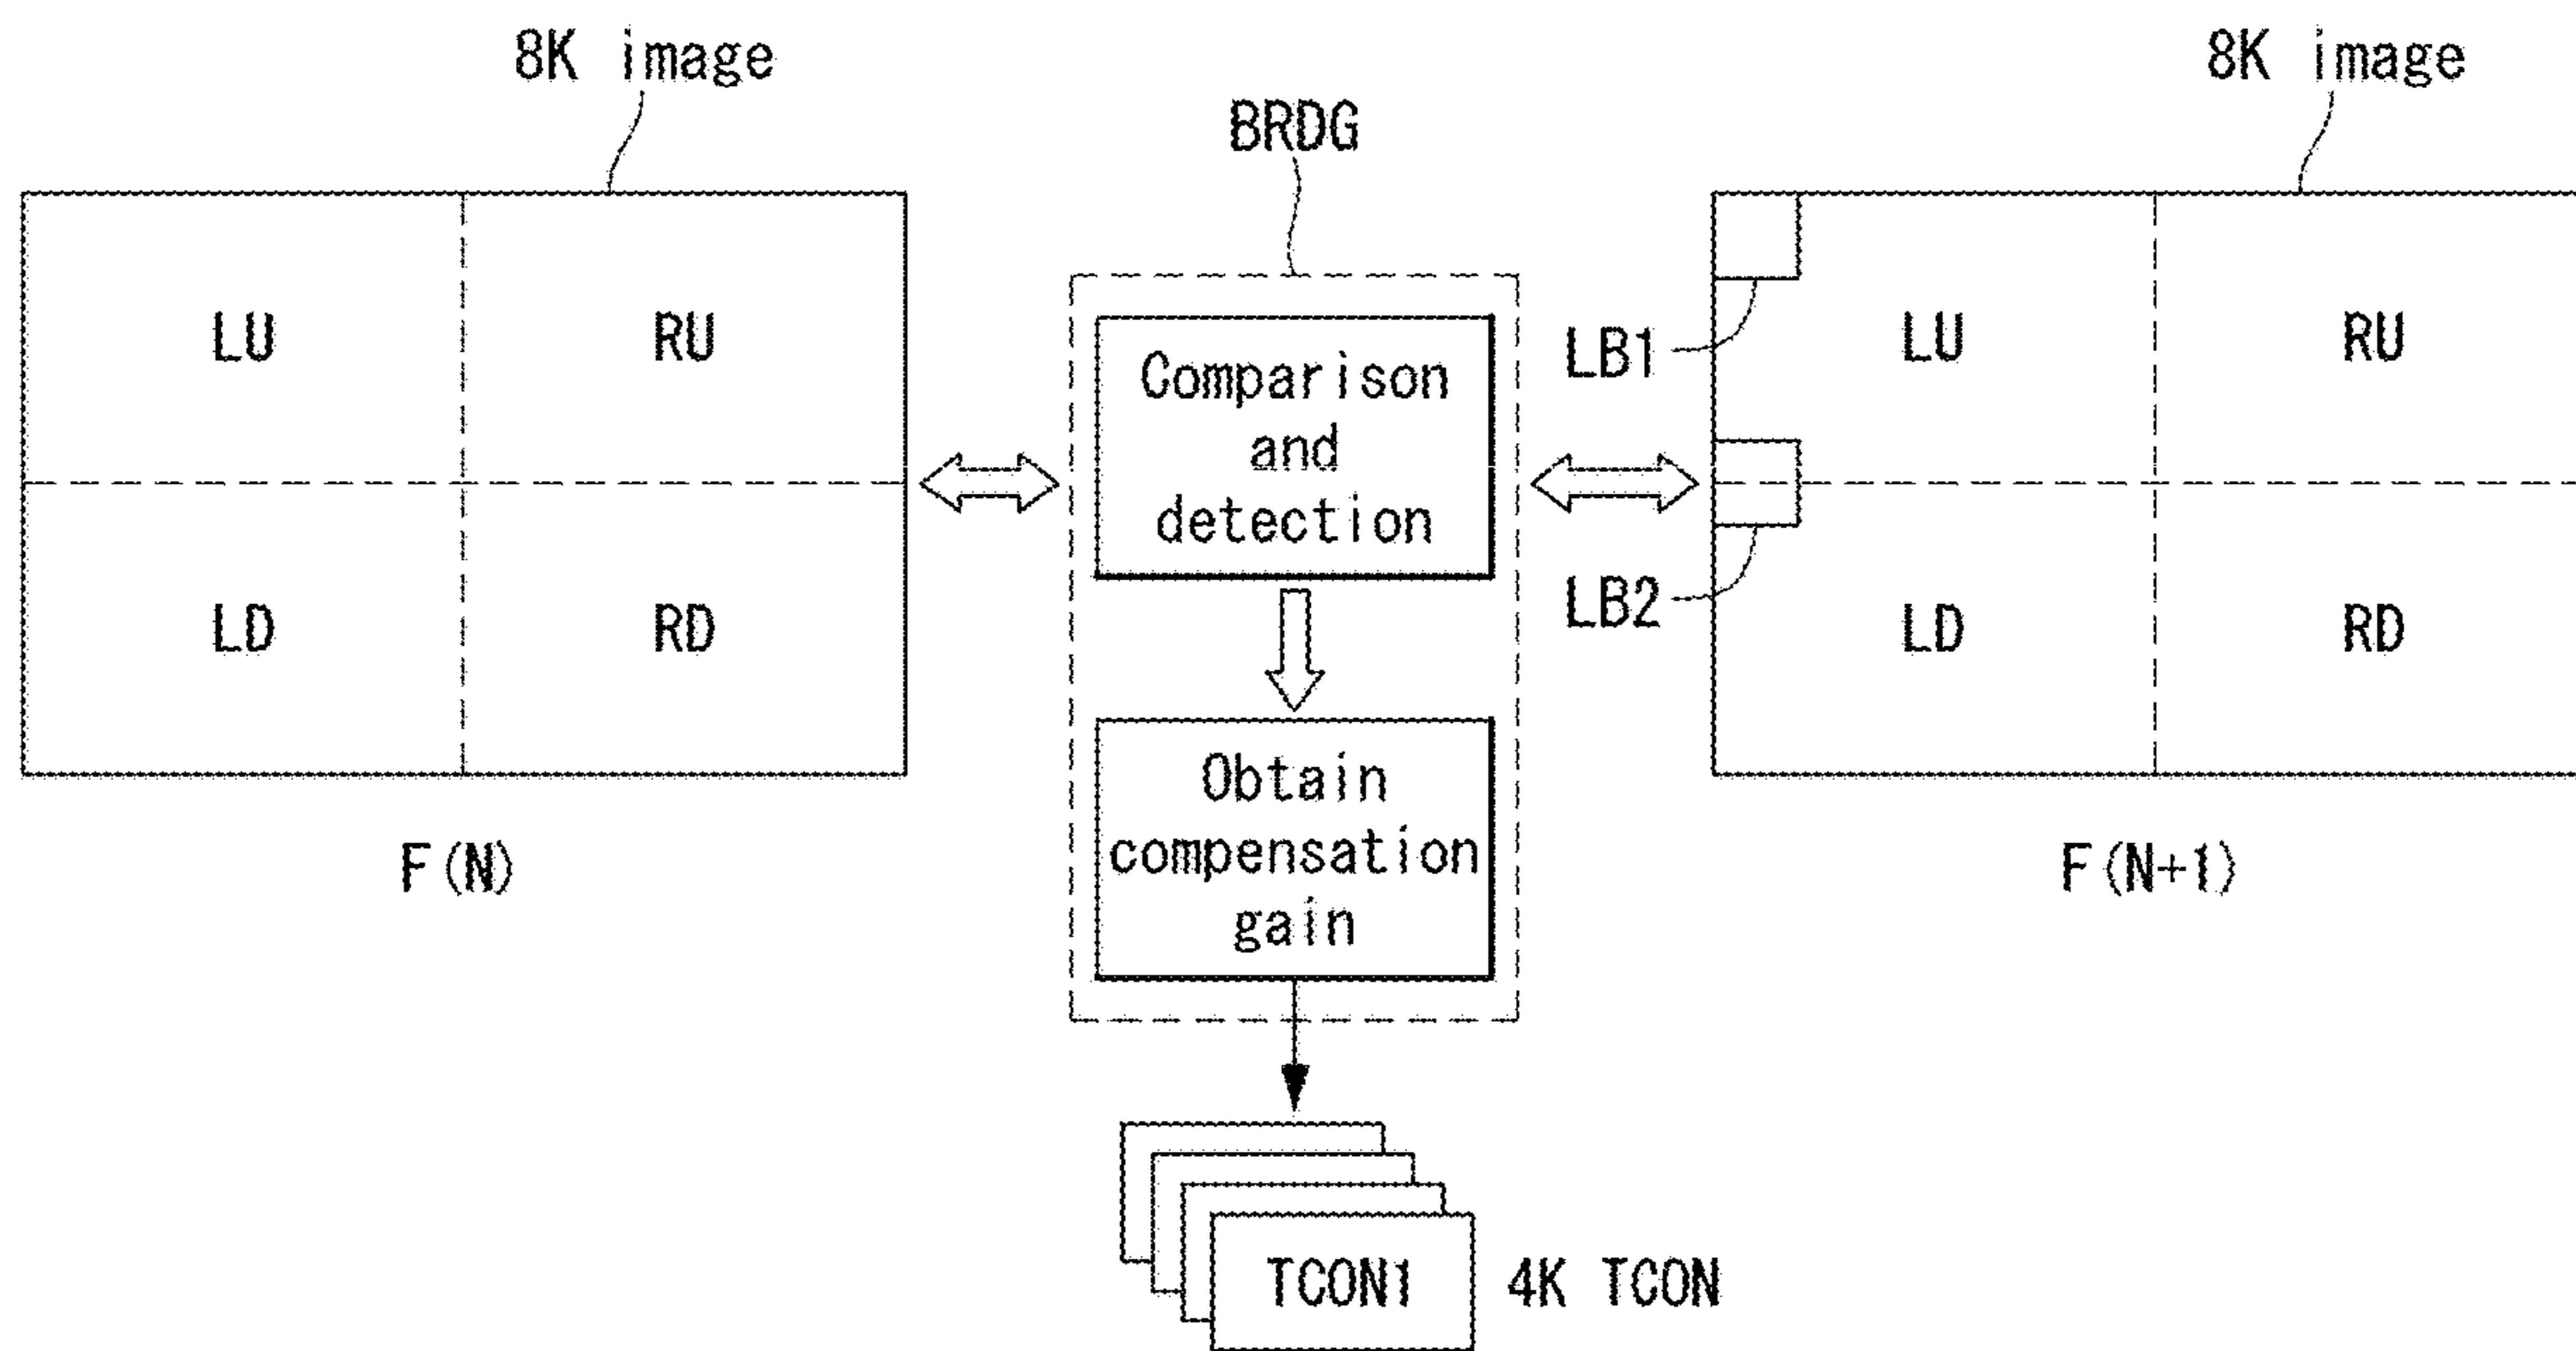 8K image
8K image
BRDG
LU
RU
LD
RD
F(N)
Comparison
and
detection
Obtain
compensation
gain
LB1
LB2
LU
RU
LD
RD
F(N+1)
TCON1
4K TCON